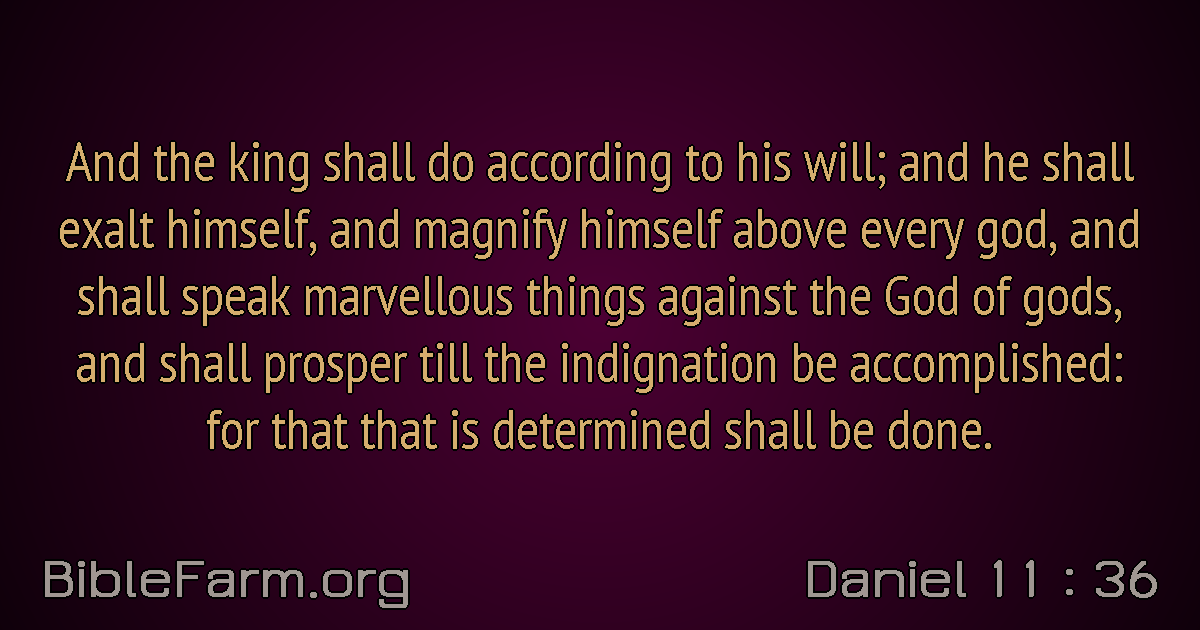 And the king shall do according to his will; and he shall
exalt himself, and magnify himself above every god, and
shall speak marvellous things against the God of gods,
and shall prosper till the indignation be accomplished:
for that that is determined shall be done.
BibleFarm.org
Daniel 11 : 36